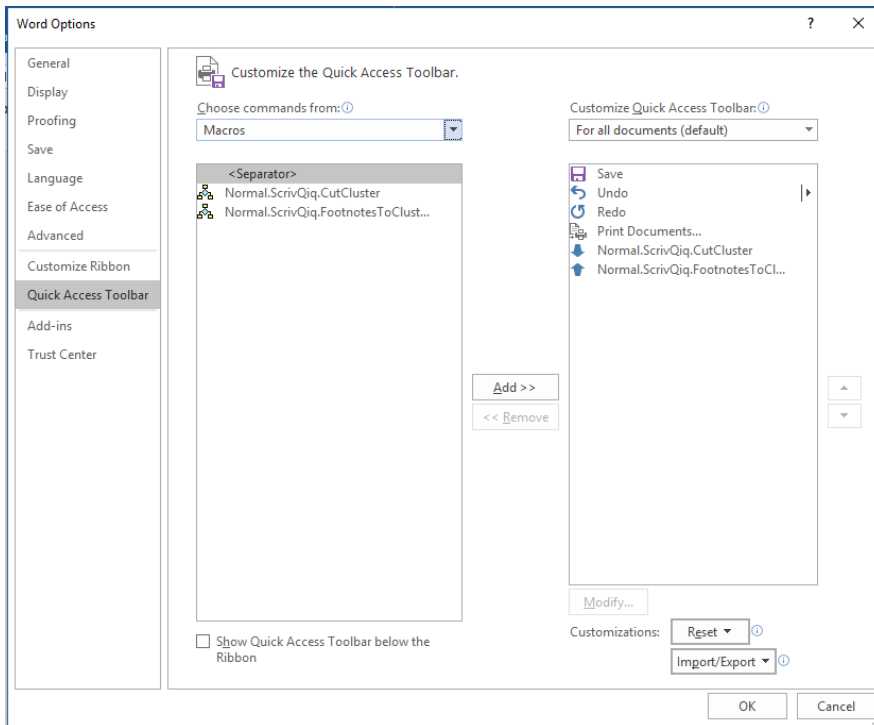 Word Options
?
General
Display
Proofing
Save
Language
Ease of Access
Advanced
Customize Ribbon
Quick Access Toolbar
Add-ins
Trust Center
Customize the Quick Access Toolbar.
Choose commands from:
Macros
<Separator>
Normal.ScrivQiq.CutCluster
Normal.ScrivQiq.FootnotesToClust...
Show Quick Access Toolbar below the
Ribbon
Add >>
<< Remove
Customize Quick Access Toolbar:
For all documents (default)
Save
Undo
Redo
Print Documents...
Normal.ScrivQiq.CutCluster
Normal.ScrivQiq.FootnotesToCl...
Modify...
Customizations:
Reset
Import/Export
OK
Cancel